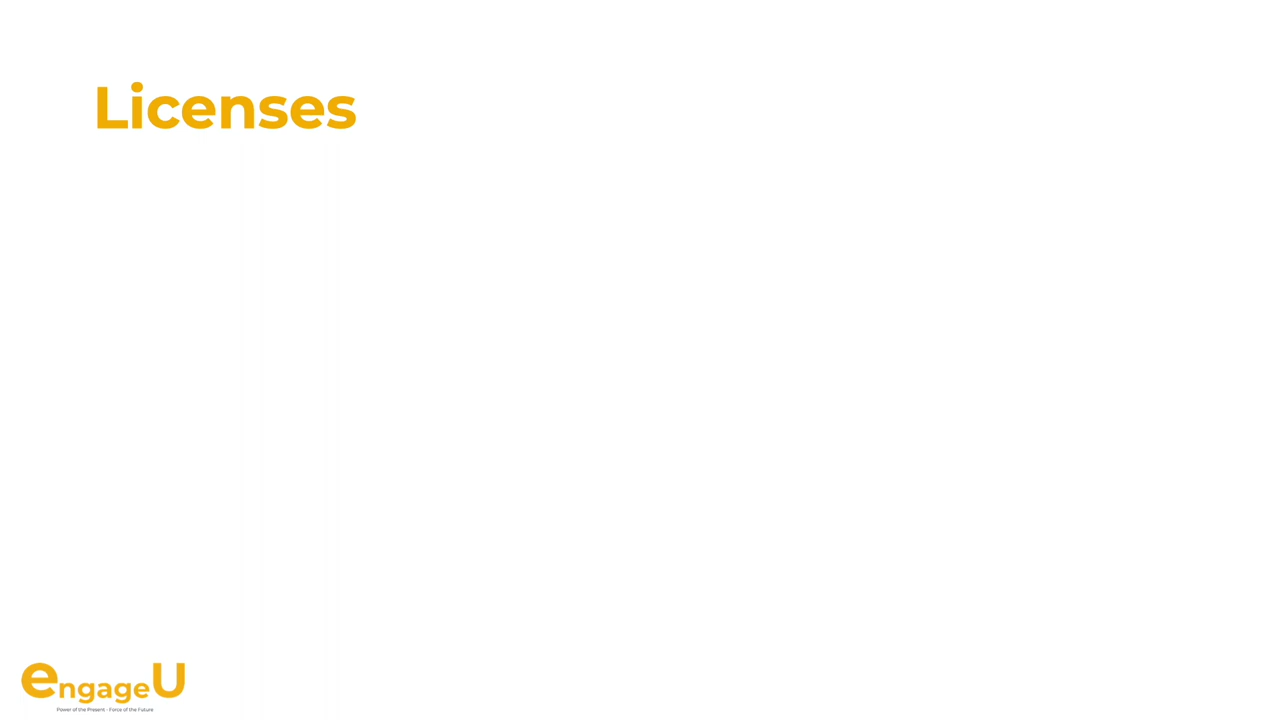 Licenses
engageU
Power of the Present - Force of the Future